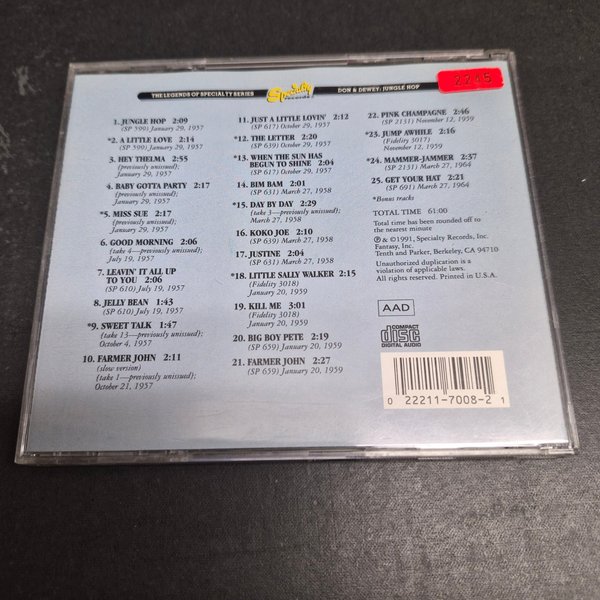 THE LEGENDS OF SPECIALTY SERIES
Specialty
RECORDS
DON & DEWEY: JUNGLE HOP
2215
1. JUNGLE HOP 2:09
(SP 599) January 29, 1957
*2. A LITTLE LOVE 2:14
(SP 599) January 29, 1957
3. HEY THELMA 2:55
(previously unissued);
January 29, 1957
4. BABY GOTTA PARTY 2:17
(previously unissued);
January 29, 1957
*5. MISS SUE 2:17
(previously unissued);
January 29, 1957
6. GOOD MORNING 2:06
(take 4—previously unissued);
July 19, 1957
7. LEAVIN' IT ALL UP
TO YOU 2:06
(SP 610) July 19, 1957
8. JELLY BEAN 1:43
(SP 610) July 19, 1957
*9. SWEET TALK 1:47
(take 13—previously unissued);
October 4, 1957
10. FARMER JOHN 2:11
(slow version)
(take 1—previously unissued);
October 21, 1957
11. JUST A LITTLE LOVIN' 2:12
(SP 617) October 29, 1957
*12. THE LETTER 2:20
(SP 639) October 29, 1957
*13. WHEN THE SUN HAS
BEGUN TO SHINE 2:04
(SP 617) October 29, 1957
14. BIM BAM 2:01
(SP 631) March 27, 1958
*15. DAY BY DAY 2:29
(take 3—previously unissued);
March 27, 1958
16. KOKO JOE 2:10
(SP 639) March 27, 1958
17. JUSTINE 2:04
(SP 631) March 27, 1958
*18. LITTLE SALLY WALKER 2:15
(Fidelity 3018)
January 20, 1959
19. KILL ME 3:01
(Fidelity 3018)
January 20, 1959
20. BIG BOY PETE 2:19
(SP 659) January 20, 1959
21. FARMER JOHN 2:27
(SP 659) January 20, 1959
22. PINK CHAMPAGNE 2:46
(SP 2131) November 12, 1959
*23. JUMP AWHILE 2:16
(Fidelity 3017)
November 12, 1959
*24. MAMMER-JAMMER 2:37
(SP 2131) March 27, 1964
25. GET YOUR HAT 2:21
(SP 691) March 27, 1964
*Bonus tracks
TOTAL TIME 61:00
Total time has been rounded off to
the nearest minute
℗ & ©1991, Specialty Records, Inc.
Fantasy, Inc.
Tenth and Parker, Berkeley, CA 94710
Unauthorized duplication is a
violation of applicable laws.
All rights reserved. Printed in U.S.A.
AAD
COMPACT
disc
DIGITAL AUDIO
0 22211-7008-2 1